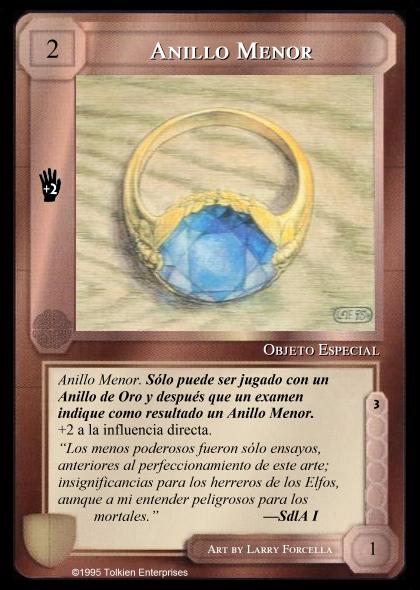 2
ANILLO MENOR
+2
OBJETO ESPECIAL
Anillo Menor. Sólo puede ser jugado con un
Anillo de Oro y después que un examen
indique como resultado un Anillo Menor.
+2 a la influencia directa.
“Los menos poderosos fueron sólo ensayos,
anteriores al perfeccionamiento de este arte;
insignificancias para los herreros de los Elfos,
aunque a mi entender peligrosos para los
mortales.” —SdlA I
3
ART BY LARRY FORCELLA
1
©1995 Tolkien Enterprises